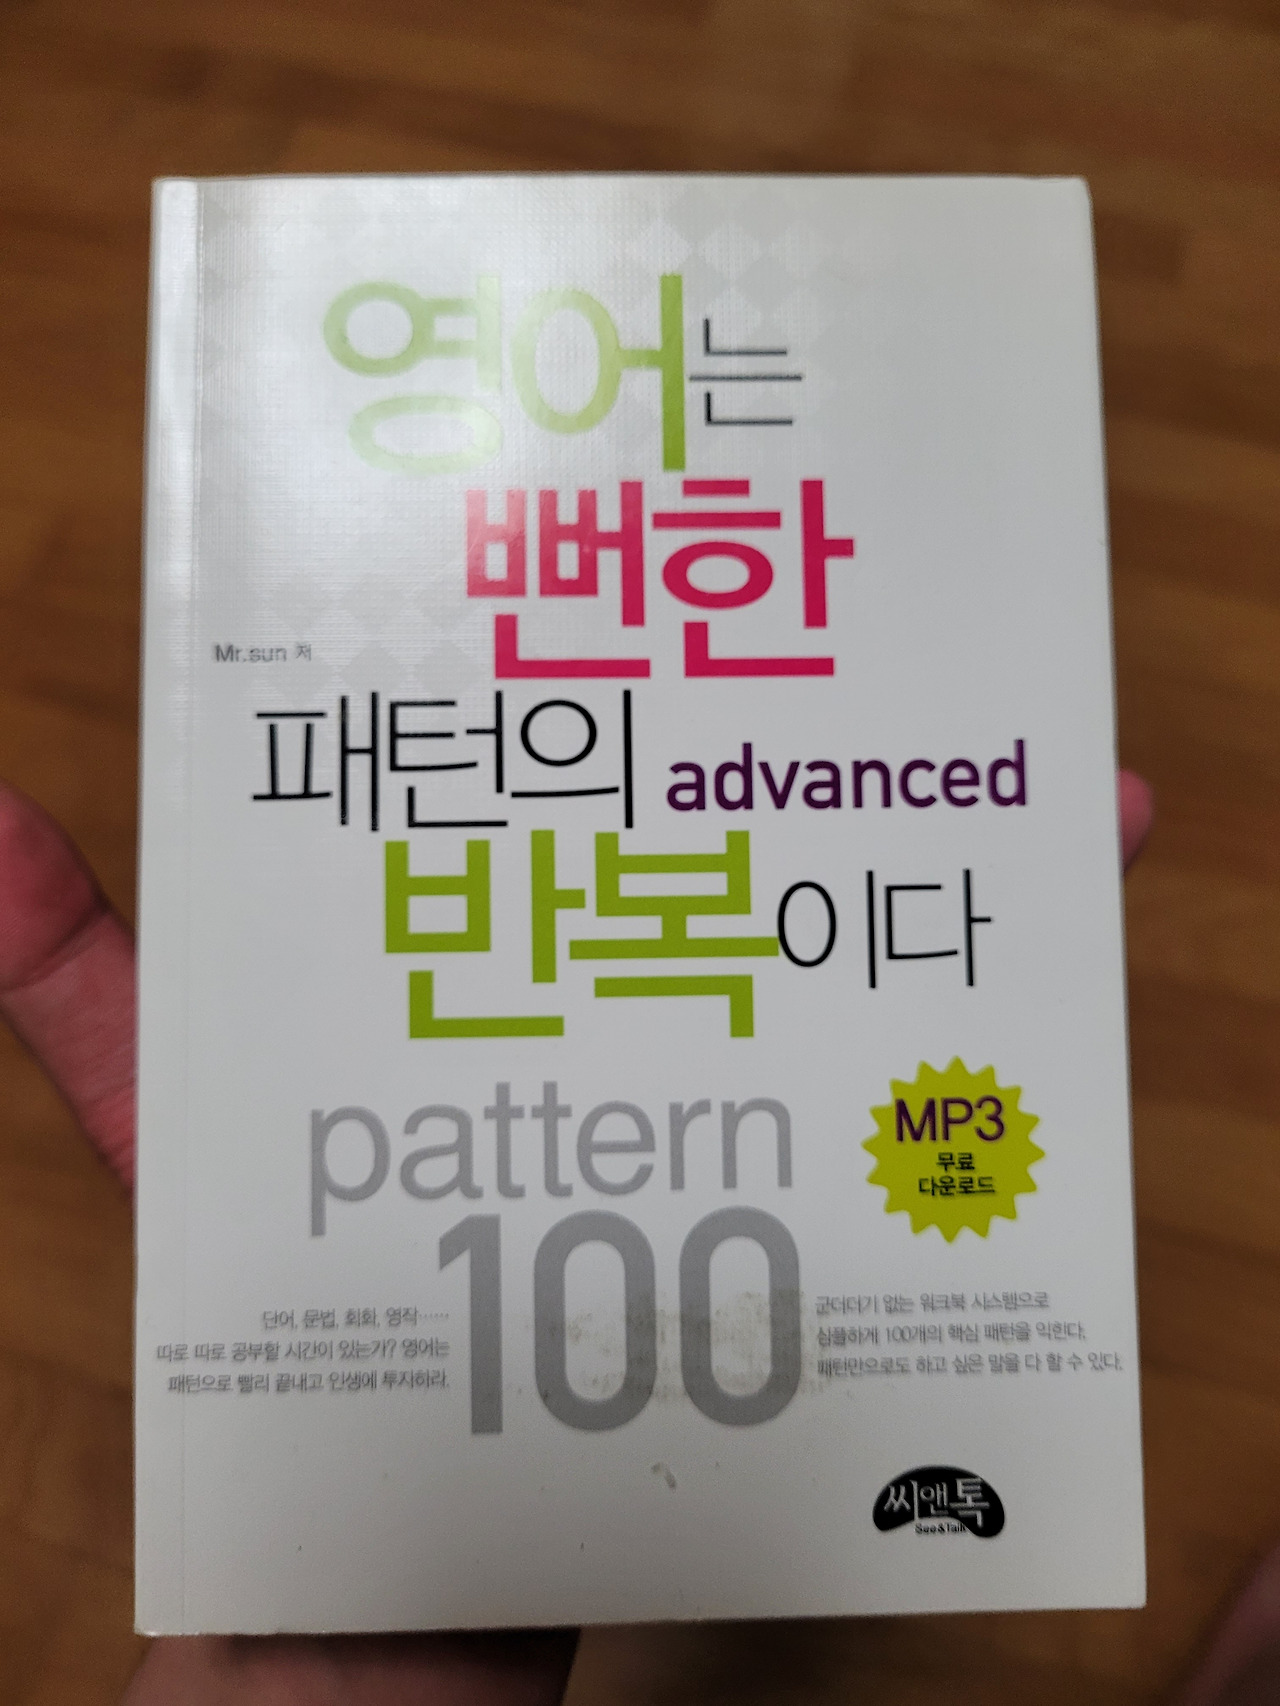 영어는
뻔한
Mr.sun 저
패턴의 advanced
반복이다
pattern
100
MP3
무료
다운로드
단어, 문법, 회화, 영작……
따로 따로 공부할 시간이 있는가? 영어는
패턴으로 빨리 끝내고 인생에 투자하라.
군더더기 없는 워크북 시스템으로
심플하게 100개의 핵심 패턴을 익힌다.
패턴만으로도 하고 싶은 말을 다 할 수 있다.
씨앤톡
See&Talk